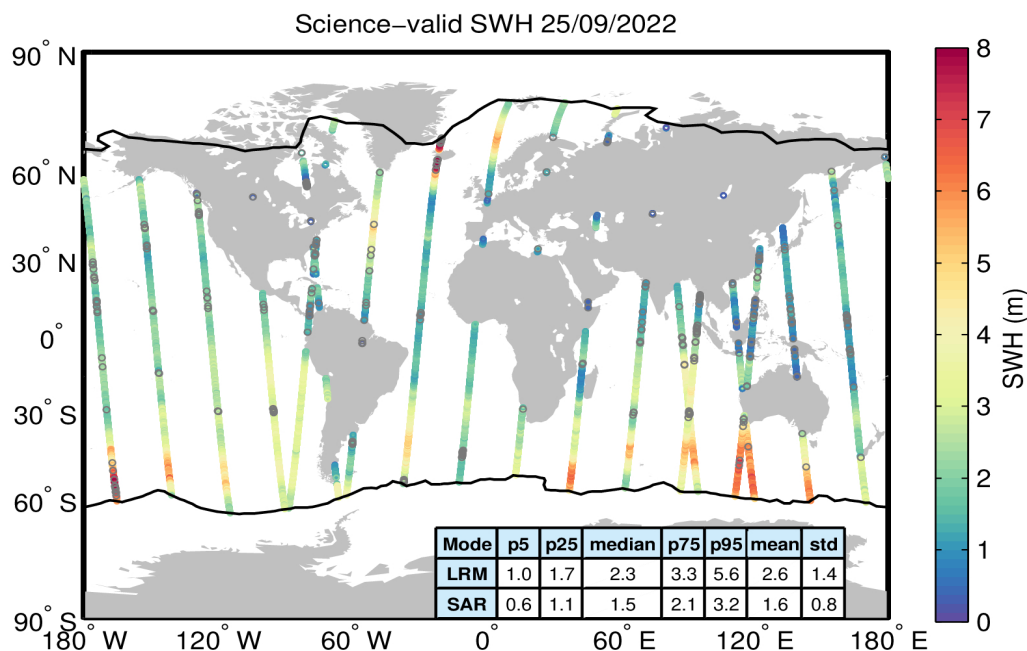 Science−valid SWH 25/09/2022
90° N
60° N
30° N
0°
30° S
60° S
90° S
180° W
120° W
60° W
0°
60° E
120° E
180° E
Mode p5 p25 median p75 p95 mean std
LRM 1.0 1.7 2.3 3.3 5.6 2.6 1.4
SAR 0.6 1.1 1.5 2.1 3.2 1.6 0.8
8
7
6
5
4
3
2
1
0
SWH (m)